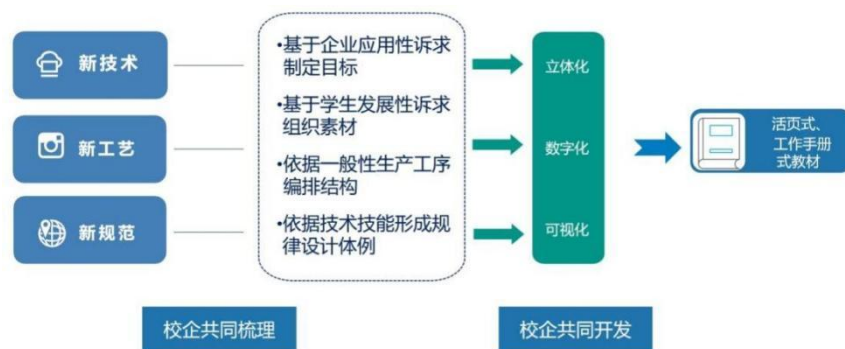 新技术
新工艺
新规范
•基于企业应用性诉求
制定目标
•基于学生发展性诉求
组织素材
•依据一般性生产工序
编排结构
•依据技术技能形成规
律设计体例
立体化
数字化
可视化
活页式、
工作手册
式教材
校企共同梳理
校企共同开发